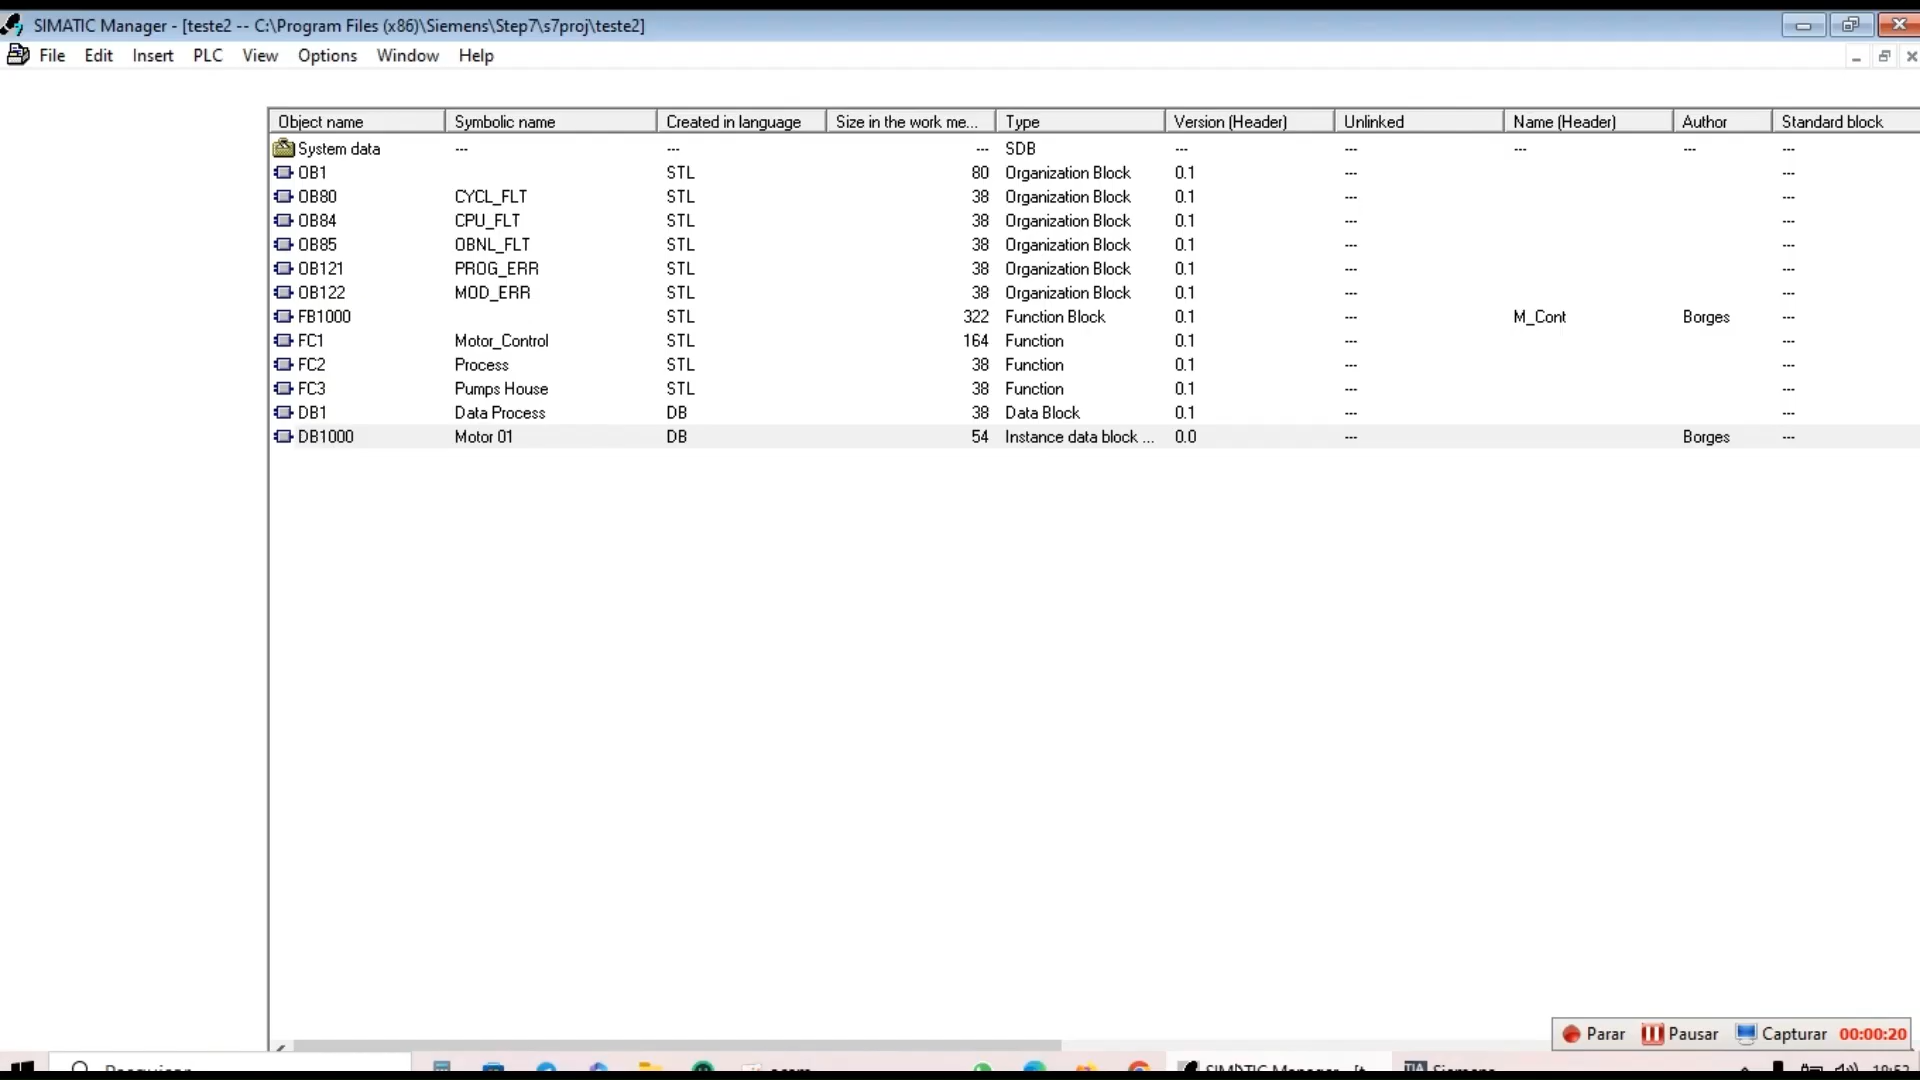 SIMATIC Manager - [teste2 -- C:\Program Files (x86)\Siemens\Step7\s7proj\teste2]
File Edit Insert PLC View Options Window Help
Object name Symbolic name Created in language Size in the work me... Type Version (Header) Unlinked Name (Header) Author Standard block
System data --- --- --- SDB --- --- --- --- ---
OB1 STL 80 Organization Block 0.1 --- ---
OB80 CYCL_FLT STL 38 Organization Block 0.1 --- ---
OB84 CPU_FLT STL 38 Organization Block 0.1 --- ---
OB85 OBNL_FLT STL 38 Organization Block 0.1 --- ---
OB121 PROG_ERR STL 38 Organization Block 0.1 --- ---
OB122 MOD_ERR STL 38 Organization Block 0.1 --- ---
FB1000 STL 322 Function Block 0.1 --- M_Cont Borges ---
FC1 Motor_Control STL 164 Function 0.1 --- ---
FC2 Process STL 38 Function 0.1 --- ---
FC3 Pumps House STL 38 Function 0.1 --- ---
DB1 Data Process DB 38 Data Block 0.1 --- ---
DB1000 Motor 01 DB 54 Instance data block ... 0.0 --- Borges ---
Parar Pausar Capturar 00:00:20
SIMATIC Manager Siemens